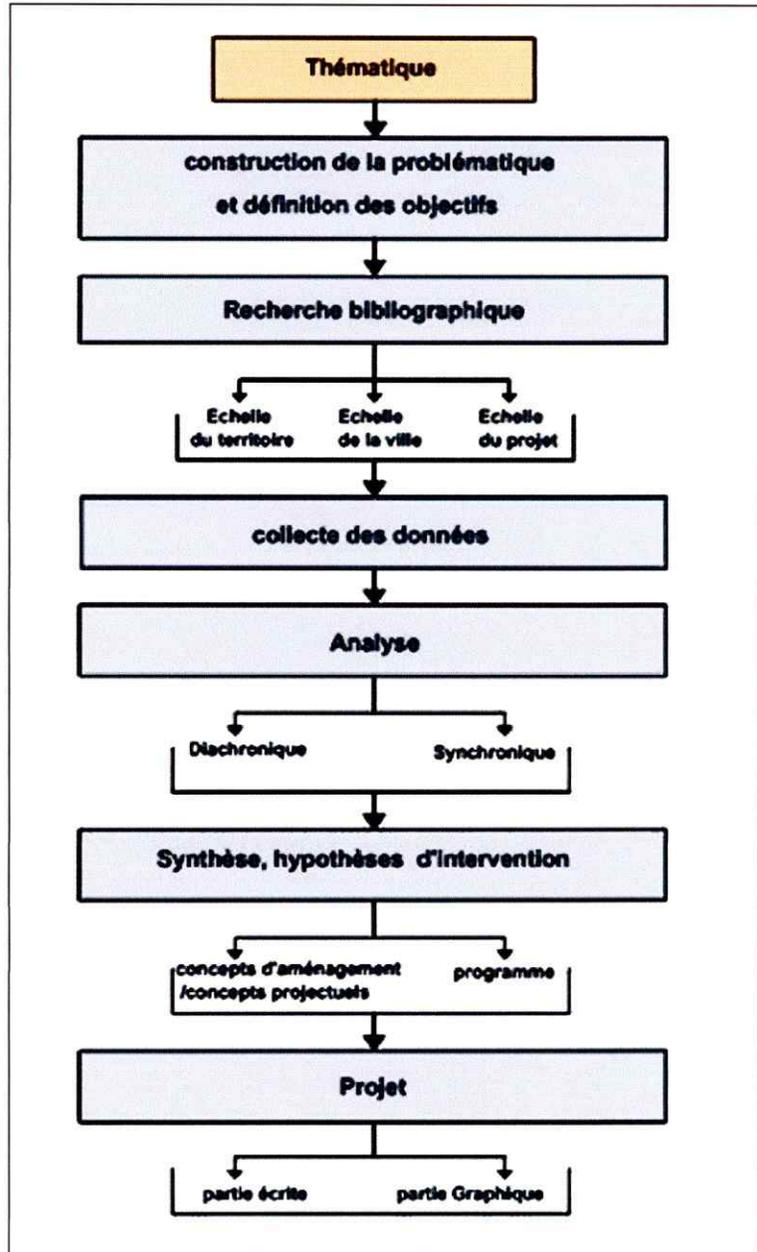 Thématique
construction de la problématique
et définition des objectifs
Recherche bibliographique
Echelle
du territoire
Echelle
de la ville
Echelle
du projet
collecte des données
Analyse
Diachronique
Synchronique
Synthèse, hypothèses d'intervention
concepts d'aménagement
/concepts projectuels
programme
Projet
partie écrite
partie Graphique